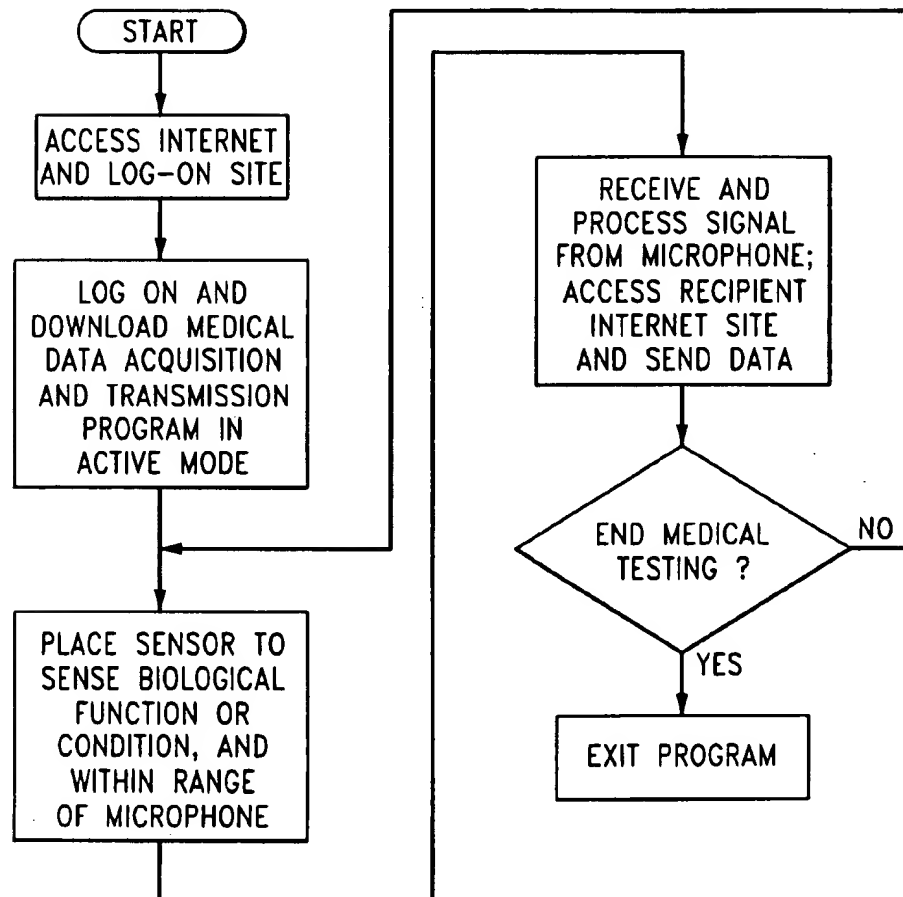 START
ACCESS INTERNET
AND LOG-ON SITE
LOG ON AND
DOWNLOAD MEDICAL
DATA ACQUISITION
AND TRANSMISSION
PROGRAM IN
ACTIVE MODE
PLACE SENSOR TO
SENSE BIOLOGICAL
FUNCTION OR
CONDITION, AND
WITHIN RANGE
OF MICROPHONE
RECEIVE AND
PROCESS SIGNAL
FROM MICROPHONE;
ACCESS RECIPIENT
INTERNET SITE
AND SEND DATA
END MEDICAL
TESTING ?
NO
YES
EXIT PROGRAM